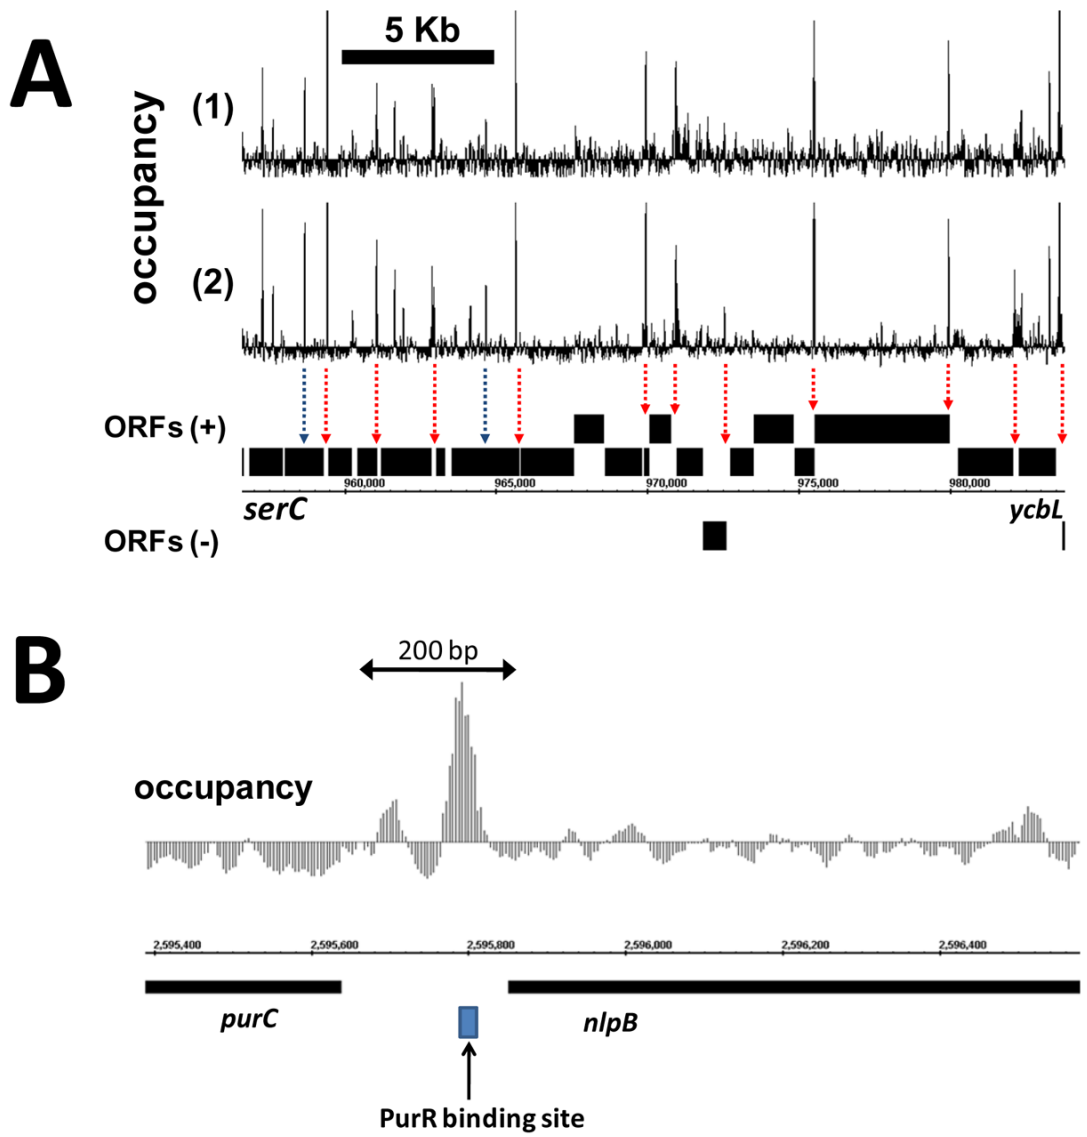 A
5 Kb
occupancy
(1)
(2)
ORFs (+)
960,000 965,000 970,000 975,000 980,000
serC ycbL
ORFs (-)
B
200 bp
occupancy
2,595,400 2,595,600 2,595,800 2,596,000 2,596,200 2,596,400
purC nlpB
PurR binding site